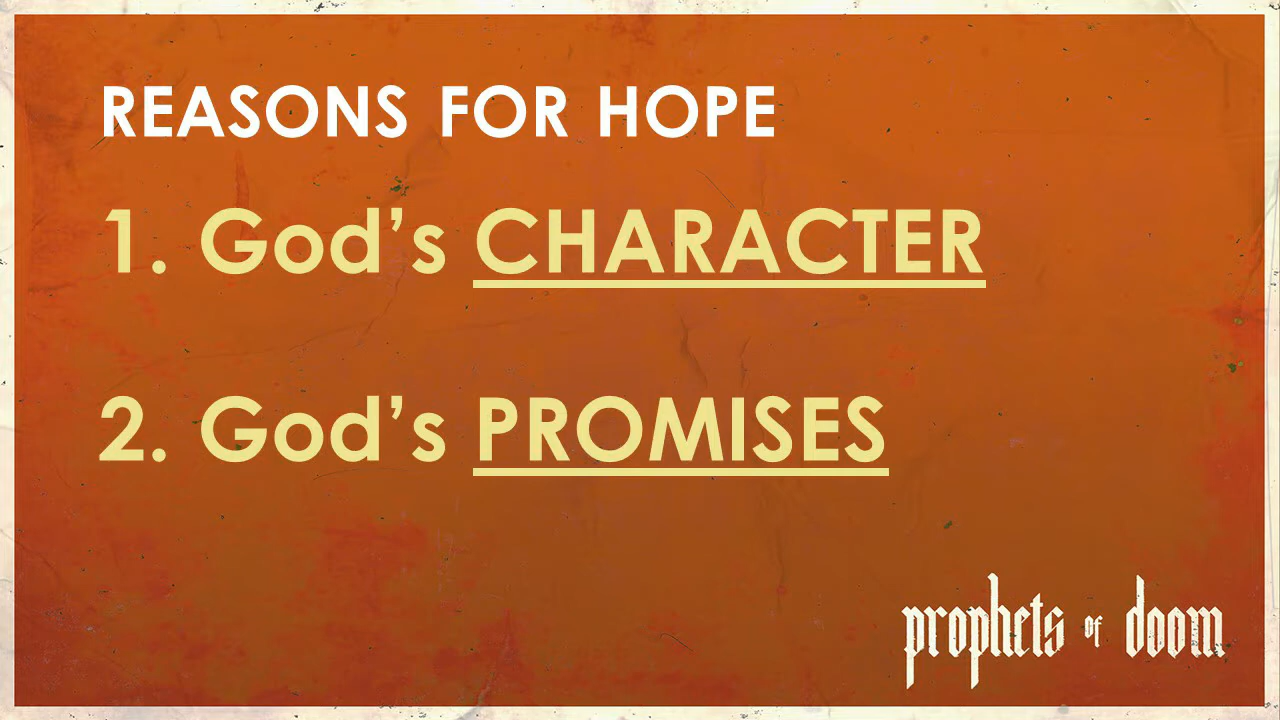 REASONS FOR HOPE
1. God’s CHARACTER
2. God’s PROMISES
prophets of doom